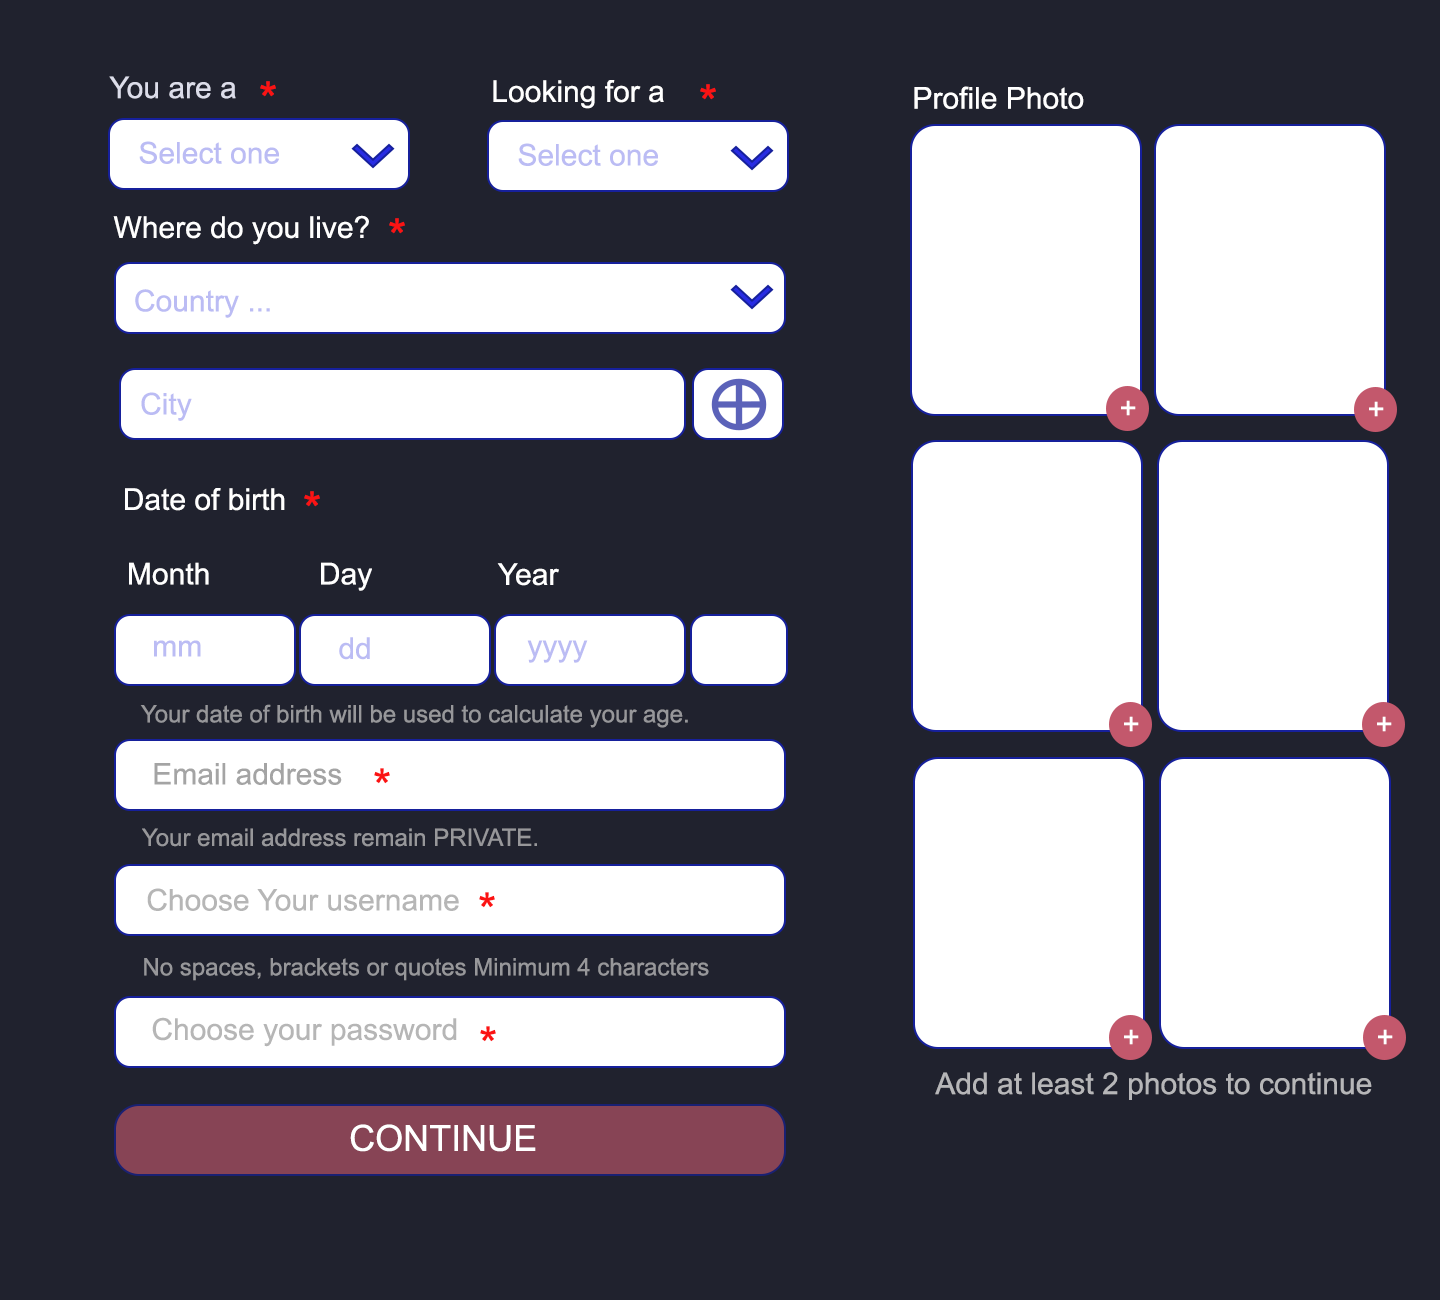 You are a *
Looking for a *
Select one
Select one
Where do you live? *
Country ...
City
Date of birth *
Month
Day
Year
mm
dd
yyyy
Your date of birth will be used to calculate your age.
Email address *
Your email address remain PRIVATE.
Choose Your username *
No spaces, brackets or quotes Minimum 4 characters
Choose your password *
CONTINUE
Profile Photo
+
+
+
+
+
+
Add at least 2 photos to continue